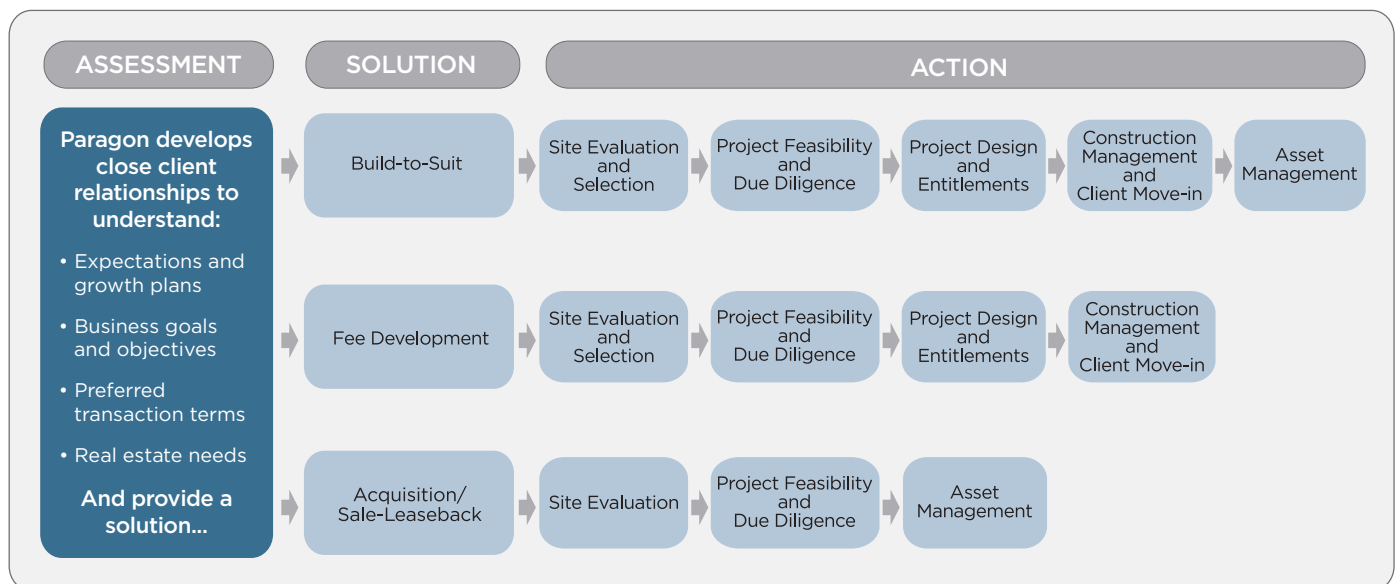 ASSESSMENT
SOLUTION
ACTION
Paragon develops
close client
relationships to
understand:
• Expectations and
growth plans
• Business goals
and objectives
• Preferred
transaction terms
• Real estate needs
And provide a
solution...
Build-to-Suit
Site Evaluation
and
Selection
Project Feasibility
and
Due Diligence
Project Design
and
Entitlements
Construction
Management
and
Client Move-in
Asset
Management
Fee Development
Site Evaluation
and
Selection
Project Feasibility
and
Due Diligence
Project Design
and
Entitlements
Construction
Management
and
Client Move-in
Acquisition/
Sale-Leaseback
Site Evaluation
Project Feasibility
and
Due Diligence
Asset
Management